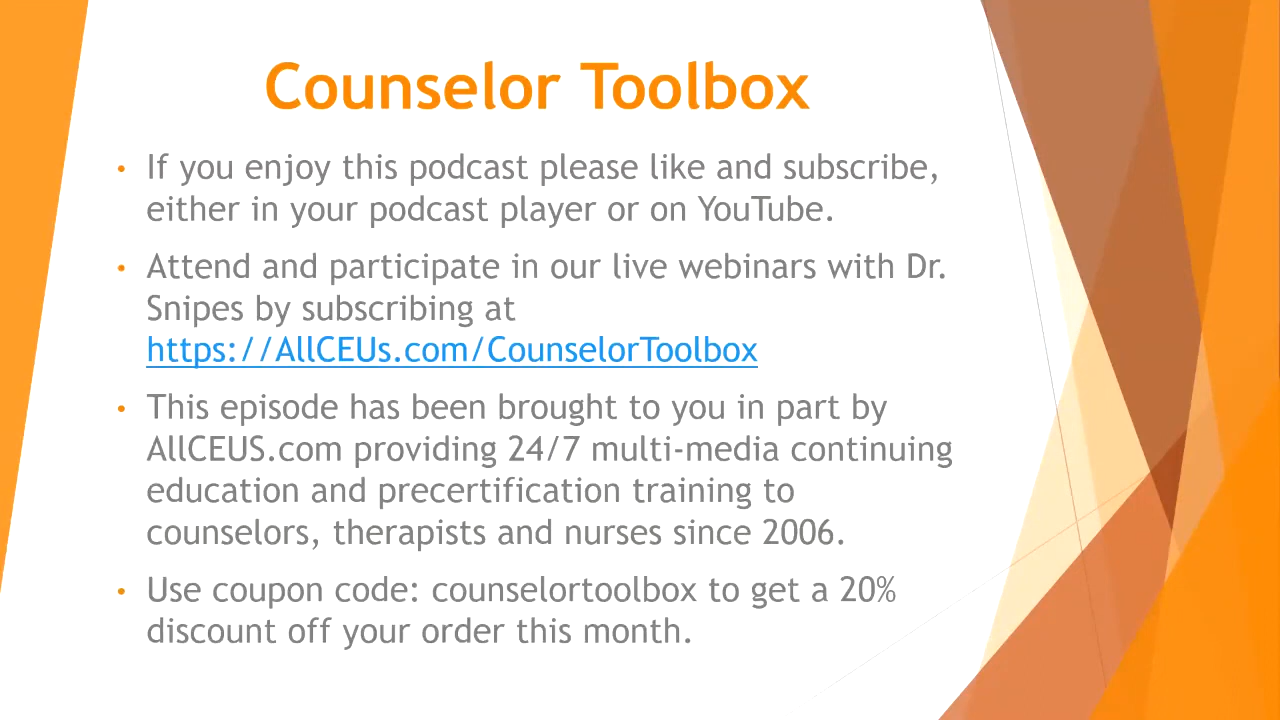 Counselor Toolbox
• If you enjoy this podcast please like and subscribe,
either in your podcast player or on YouTube.
• Attend and participate in our live webinars with Dr.
Snipes by subscribing at
https://AllCEUs.com/CounselorToolbox
• This episode has been brought to you in part by
AllCEUS.com providing 24/7 multi-media continuing
education and precertification training to
counselors, therapists and nurses since 2006.
• Use coupon code: counselortoolbox to get a 20%
discount off your order this month.